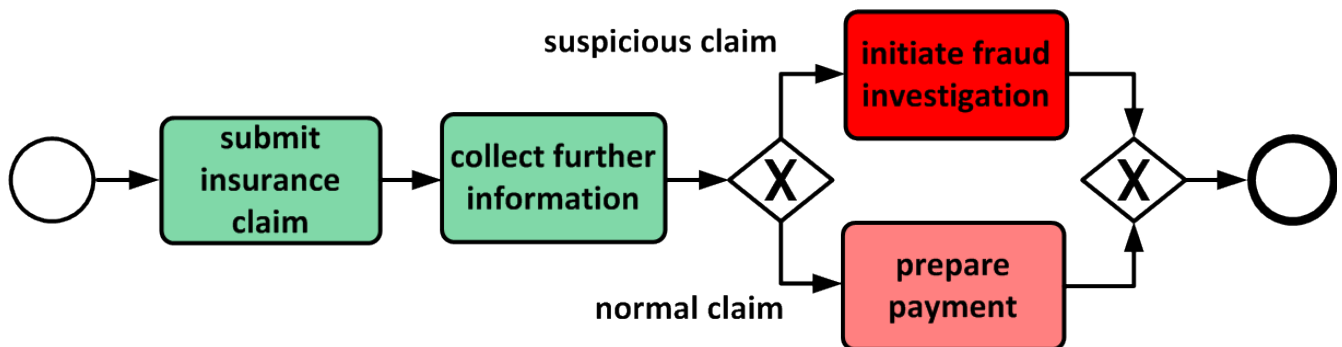 suspicious claim
initiate fraud
investigation
submit
insurance
claim
collect further
information
X
X
normal claim
prepare
payment